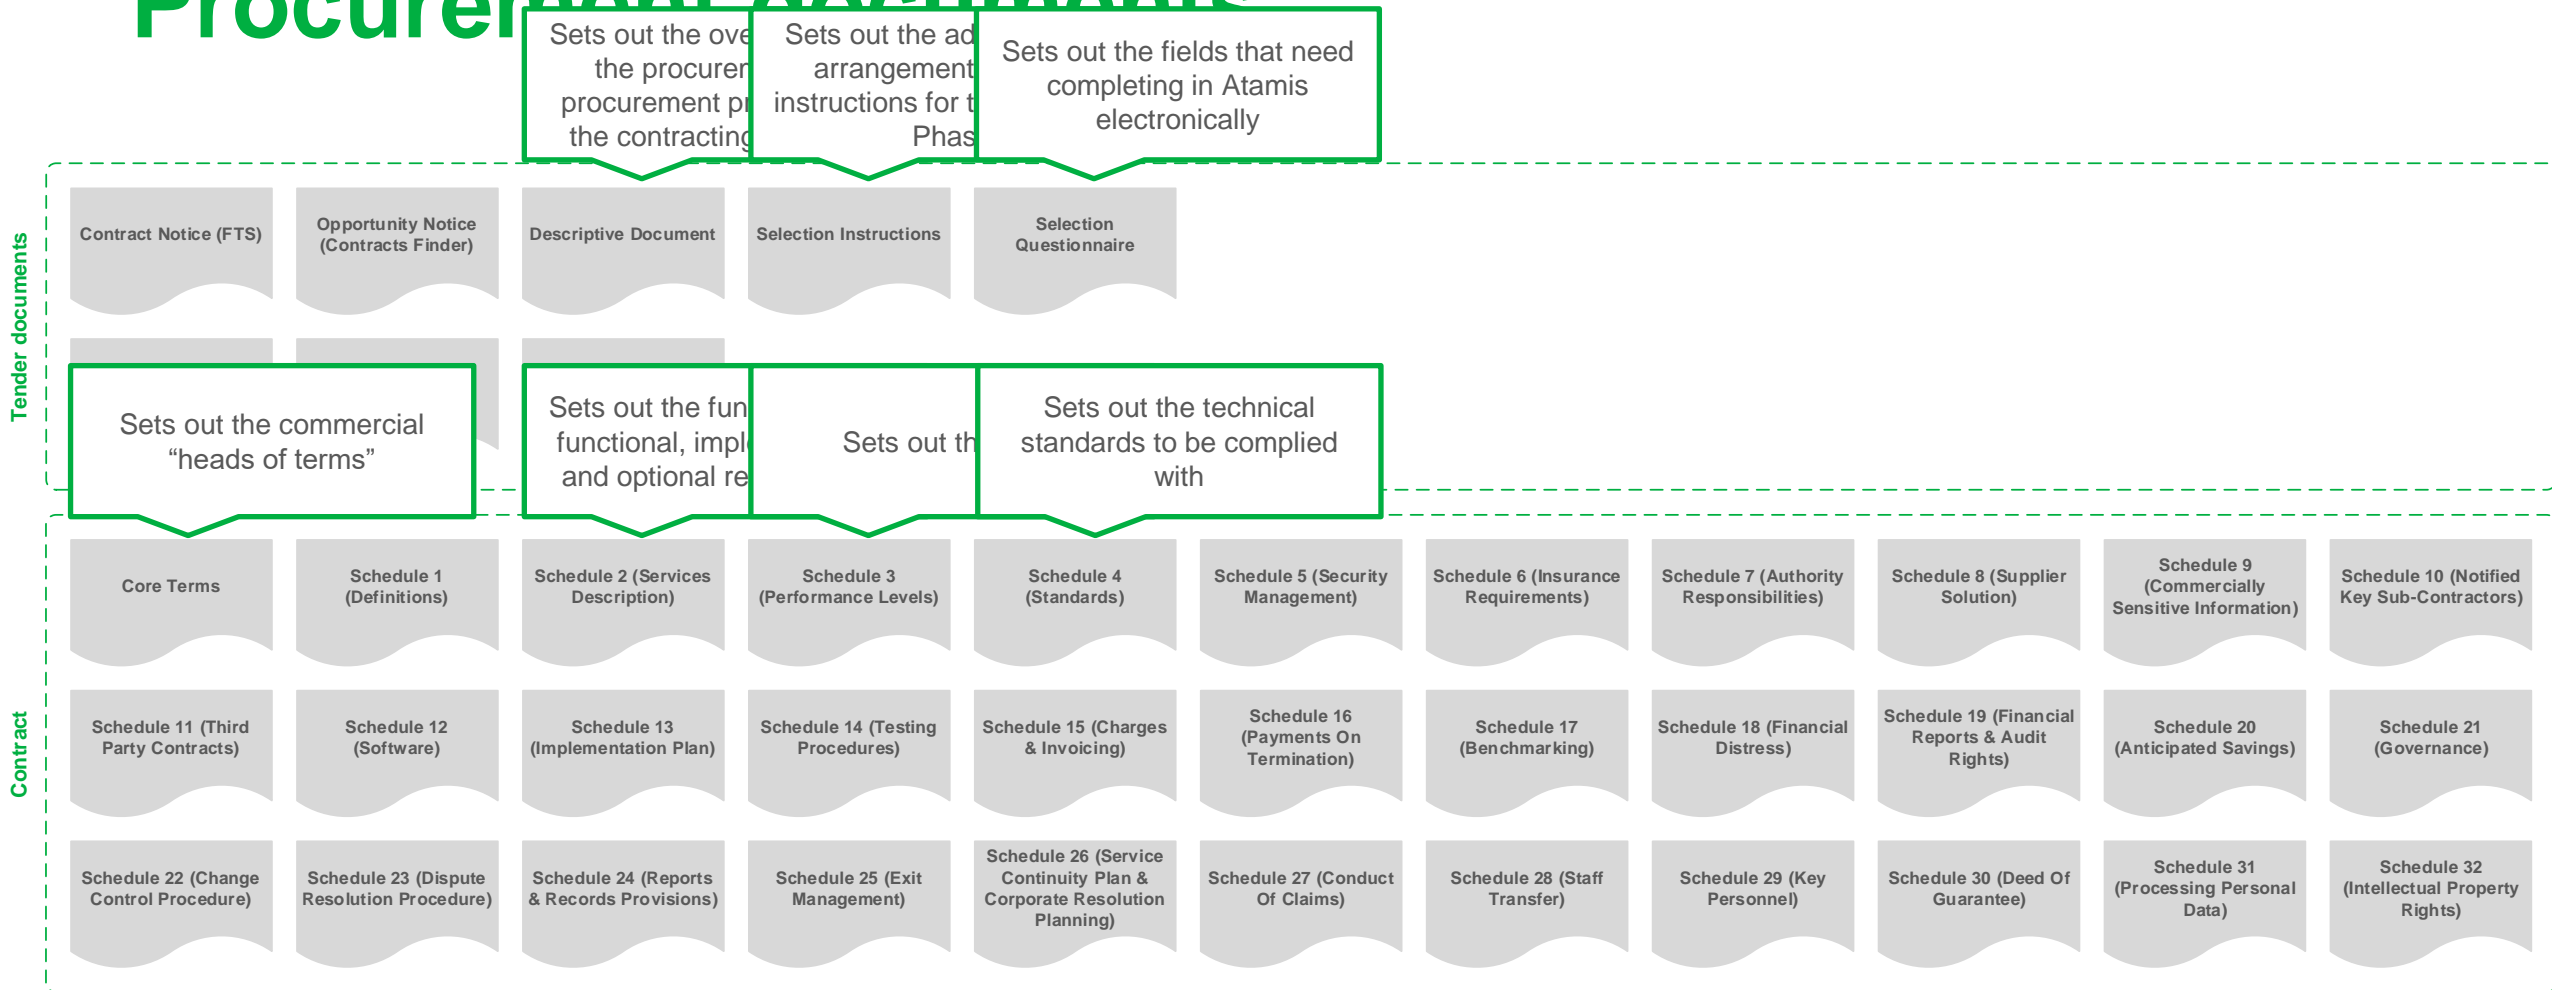 Procurement documents
Sets out the
the
procurement
the contracting
Sets out the
arrangement
instructions for
Sets out the fields that need
completing in Atamis
electronically
Tender documents
Contract Notice (FTS)
Opportunity Notice
(Contracts Finder)
Descriptive Document
Selection Instructions
Selection
Questionnaire
Sets out the commercial
“heads of terms”
Sets out the
functional,
and optional
Sets out
Sets out the technical
standards to be complied
with
Contract
Core Terms
Schedule 1
(Definitions)
Schedule 2 (Services
Description)
Schedule 3
(Performance Levels)
Schedule 4
(Standards)
Schedule 5 (Security
Management)
Schedule 6 (Insurance
Requirements)
Schedule 7 (Authority
Responsibilities)
Schedule 8 (Supplier
Solution)
Schedule 9
(Commercially
Sensitive Information)
Schedule 10 (Notified
Key Sub-Contractors)
Schedule 11 (Third
Party Contracts)
Schedule 12
(Software)
Schedule 13
(Implementation Plan)
Schedule 14 (Testing
Procedures)
Schedule 15 (Charges
& Invoicing)
Schedule 16
(Payments On
Termination)
Schedule 17
(Benchmarking)
Schedule 18 (Financial
Distress)
Schedule 19 (Financial
Reports & Audit
Rights)
Schedule 20
(Anticipated Savings)
Schedule 21
(Governance)
Schedule 22 (Change
Control Procedure)
Schedule 23 (Dispute
Resolution Procedure)
Schedule 24 (Reports
& Records Provisions)
Schedule 25 (Exit
Management)
Schedule 26 (Service
Continuity Plan &
Corporate Resolution
Planning)
Schedule 27 (Conduct
Of Claims)
Schedule 28 (Staff
Transfer)
Schedule 29 (Key
Personnel)
Schedule 30 (Deed Of
Guarantee)
Schedule 31
(Processing Personal
Data)
Schedule 32
(Intellectual Property
Rights)